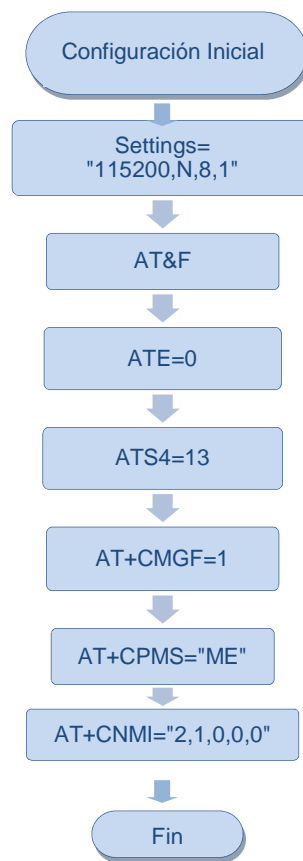 Configuración Inicial
Settings=
"115200,N,8,1"
AT&F
ATE=0
ATS4=13
AT+CMGF=1
AT+CPMS="ME"
AT+CNMI="2,1,0,0,0"
Fin